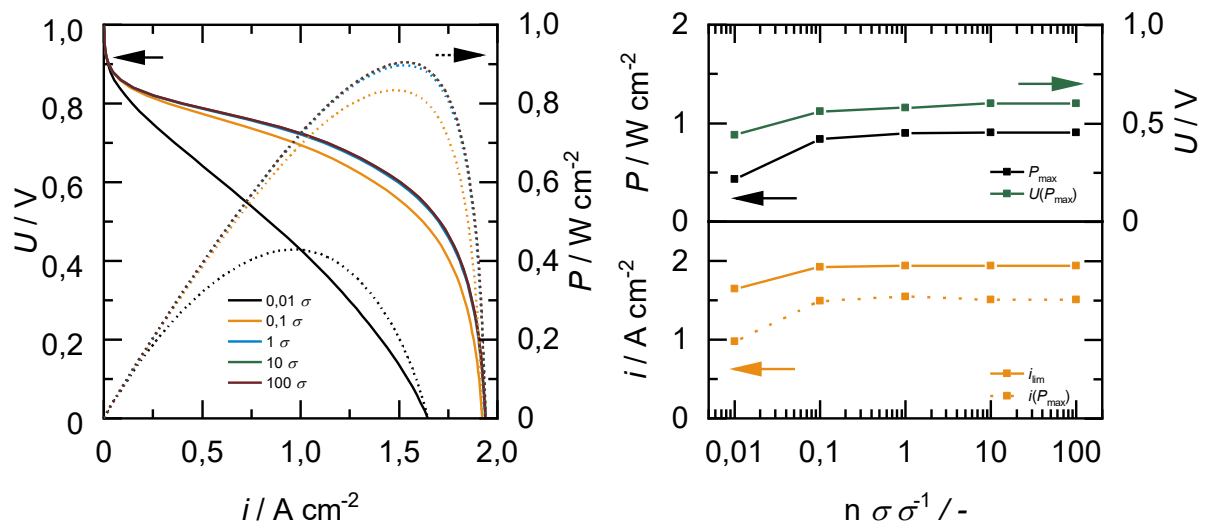 1,0
0,8
0,6
0,4
0,2
0
U / V
0
0,5
1,0
1,5
2,0
i / A cm-2
1,0
0,8
0,6
0,4
0,2
0
P / W cm-2
0,01 σ
0,1 σ
1 σ
10 σ
100 σ
2
1
0
P / W cm-2
1,0
0,5
0
U / V
Pmax
U(Pmax)
2
1
0
i / A cm-2
ilim
i(Pmax)
0,01
0,1
1
10
100
n σ σ-1 / -